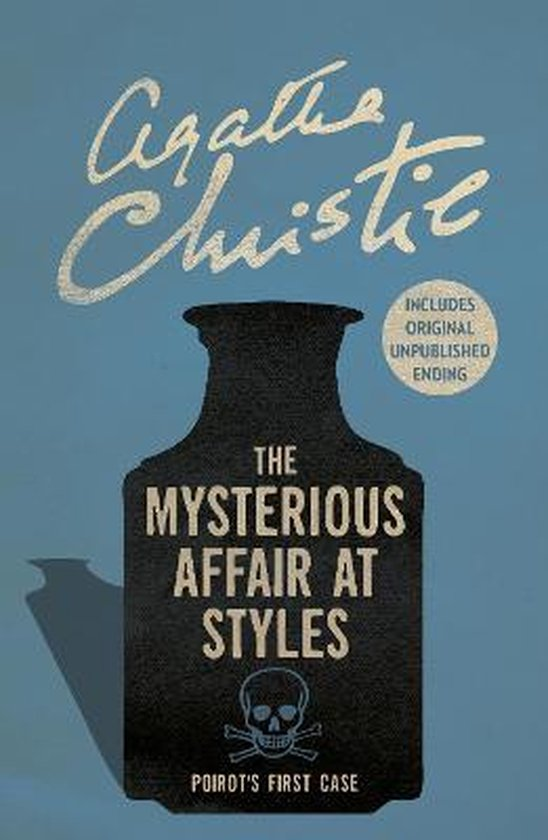 Agatha
Christie
INCLUDES
ORIGINAL
UNPUBLISHED
ENDING
THE
MYSTERIOUS
AFFAIR AT
STYLES
POIROT'S FIRST CASE